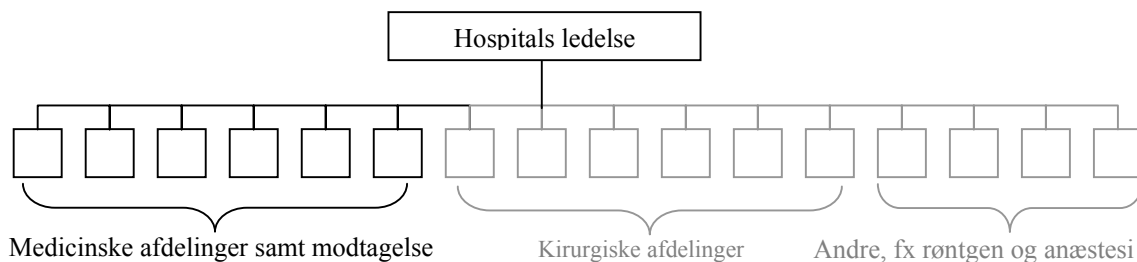 Hospitals ledelse
Medicinske afdelinger samt modtagelse
Kirurgiske afdelinger
Andre, fx røntgen og anæstesi